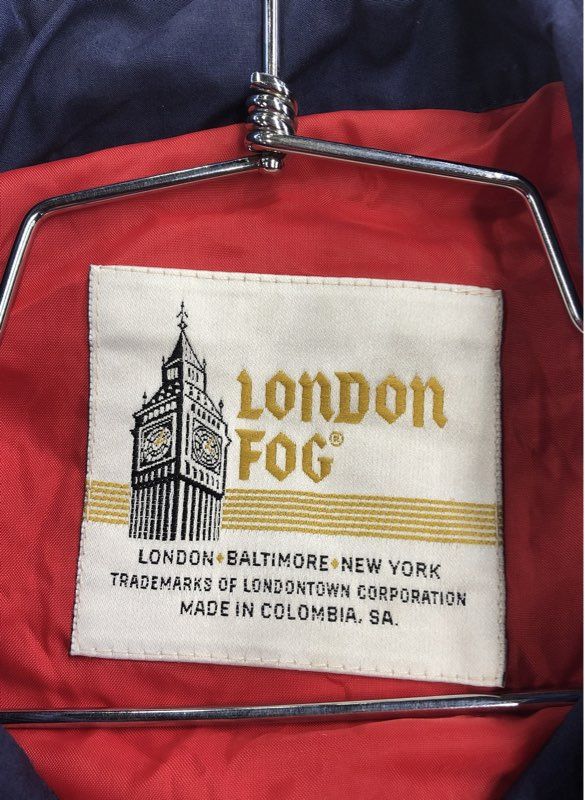 LONDON
FOG®
LONDON♦BALTIMORE♦NEW YORK
TRADEMARKS OF LONDONTOWN CORPORATION
MADE IN COLOMBIA, SA.